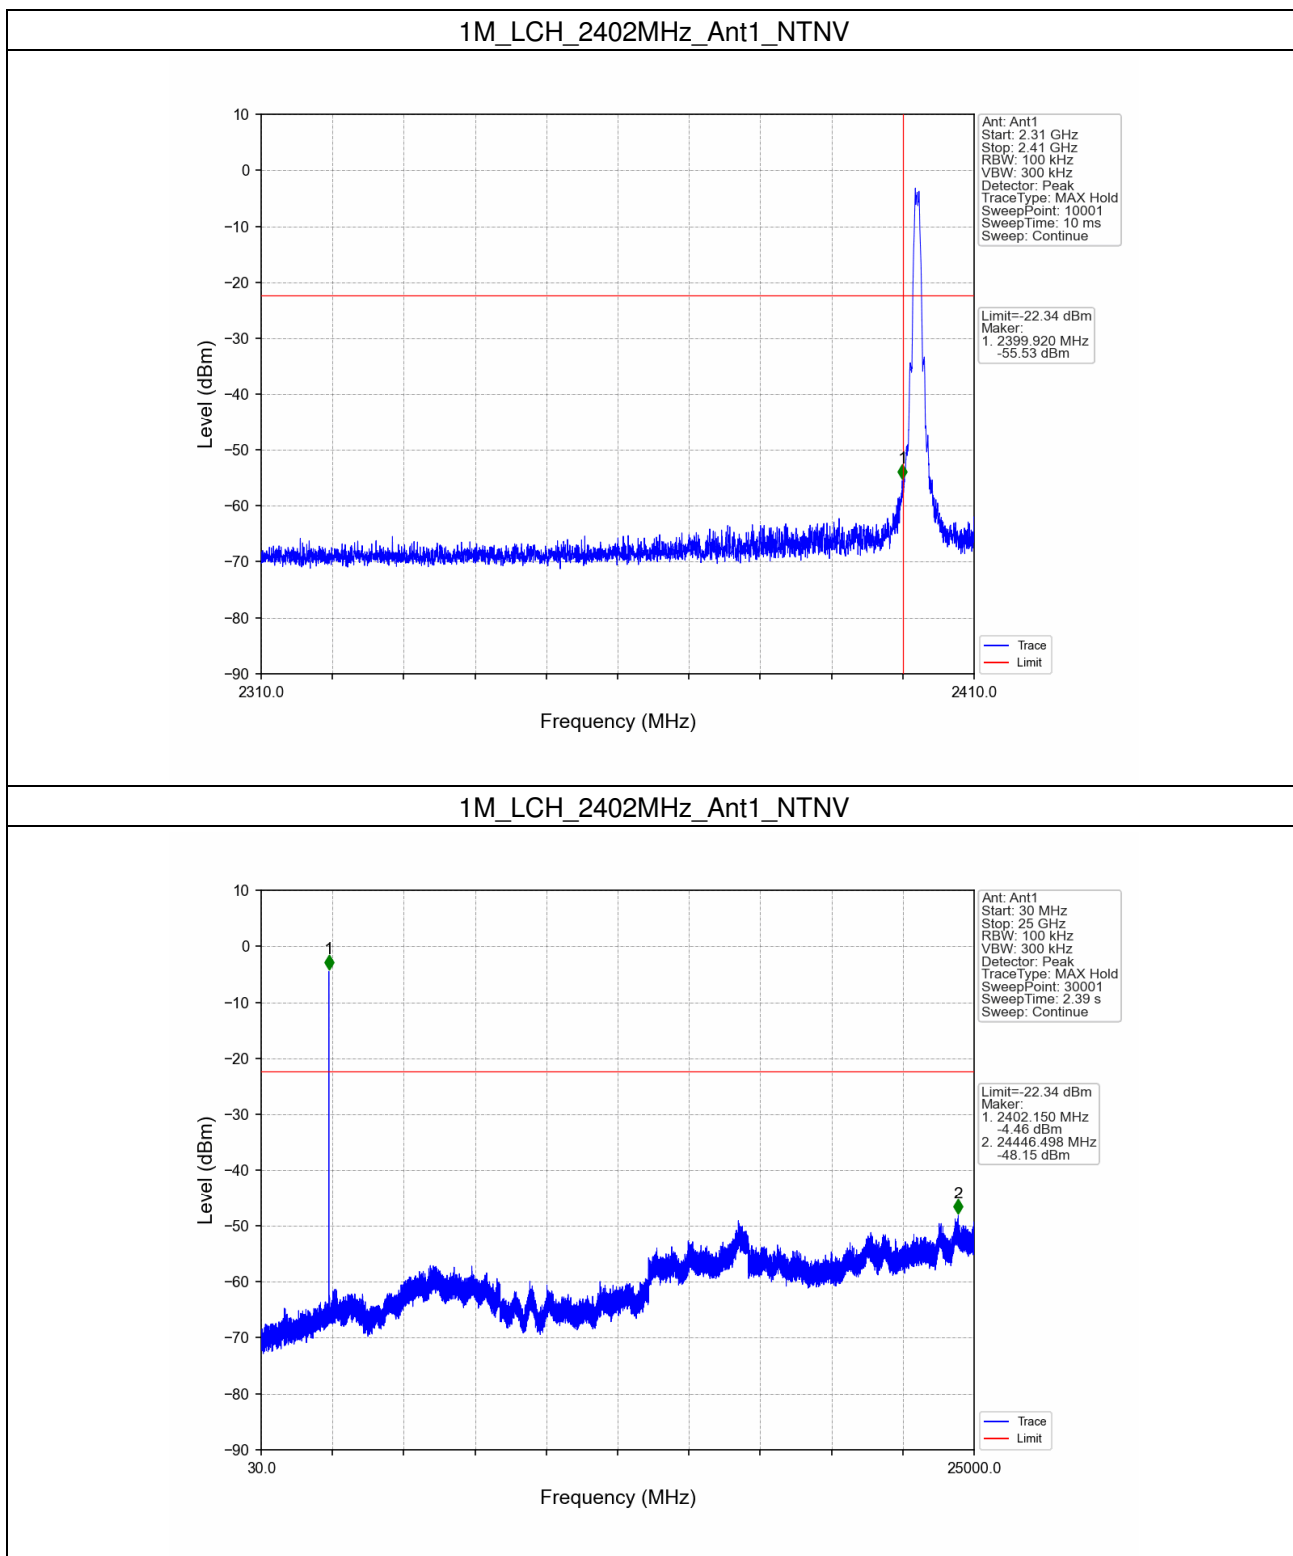 1M_LCH_2402MHz_Ant1_NTNV
10
0
−10
−20
−30
−40
−50
−60
−70
−80
−90
Level (dBm)
1
2310.0
2410.0
Frequency (MHz)
Ant: Ant1
Start: 2.31 GHz
Stop: 2.41 GHz
RBW: 100 kHz
VBW: 300 kHz
Detector: Peak
TraceType: MAX Hold
SweepPoint: 10001
SweepTime: 10 ms
Sweep: Continue
Limit=-22.34 dBm
Maker:
1. 2399.920 MHz
-55.53 dBm
Trace
Limit
1M_LCH_2402MHz_Ant1_NTNV
10
0
−10
−20
−30
−40
−50
−60
−70
−80
−90
Level (dBm)
1
2
30.0
25000.0
Frequency (MHz)
Ant: Ant1
Start: 30 MHz
Stop: 25 GHz
RBW: 100 kHz
VBW: 300 kHz
Detector: Peak
TraceType: MAX Hold
SweepPoint: 30001
SweepTime: 2.39 s
Sweep: Continue
Limit=-22.34 dBm
Maker:
1. 2402.150 MHz
-4.46 dBm
2. 24446.498 MHz
-48.15 dBm
Trace
Limit